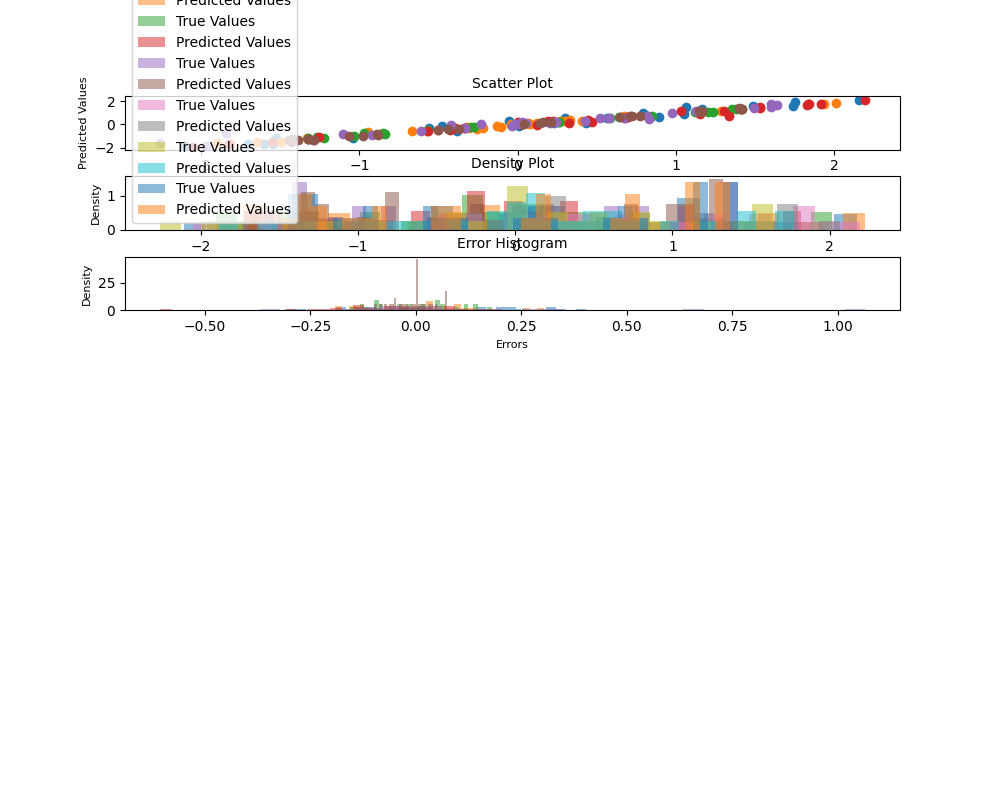 Predicted Values
True Values
Predicted Values
True Values
Predicted Values
True Values
Predicted Values
True Values
Predicted Values
True Values
Predicted Values
Scatter Plot
Predicted Values
2
0
−2
−1
0
1
2
Density Plot
Density
1
0
−2
−1
0
1
2
Error Histogram
Density
25
0
−0.50
−0.25
0.00
0.25
0.50
0.75
1.00
Errors